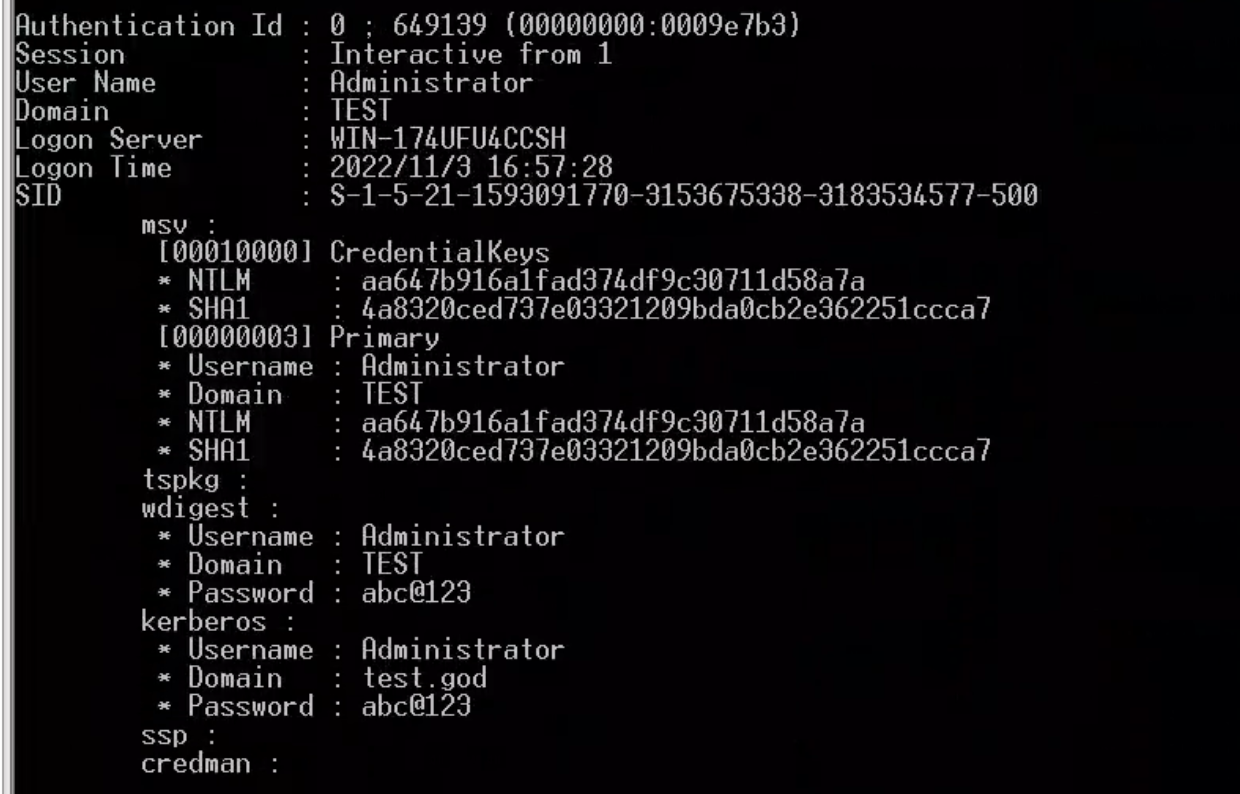 Authentication Id : 0 ; 649139 (00000000:0009e7b3)
Session           : Interactive from 1
User Name         : Administrator
Domain            : TEST
Logon Server      : WIN-174UFU4CCSH
Logon Time        : 2022/11/3 16:57:28
SID               : S-1-5-21-1593091770-3153675338-3183534577-500
msv :
[00010000] CredentialKeys
* NTLM     : aa647b916a1fad374df9c30711d58a7a
* SHA1     : 4a8320ced737e03321209bda0cb2e362251ccca7
[00000003] Primary
* Username : Administrator
* Domain   : TEST
* NTLM     : aa647b916a1fad374df9c30711d58a7a
* SHA1     : 4a8320ced737e03321209bda0cb2e362251ccca7
tspkg :
wdigest :
* Username : Administrator
* Domain   : TEST
* Password : abc@123
kerberos :
* Username : Administrator
* Domain   : test.god
* Password : abc@123
ssp :
credman :